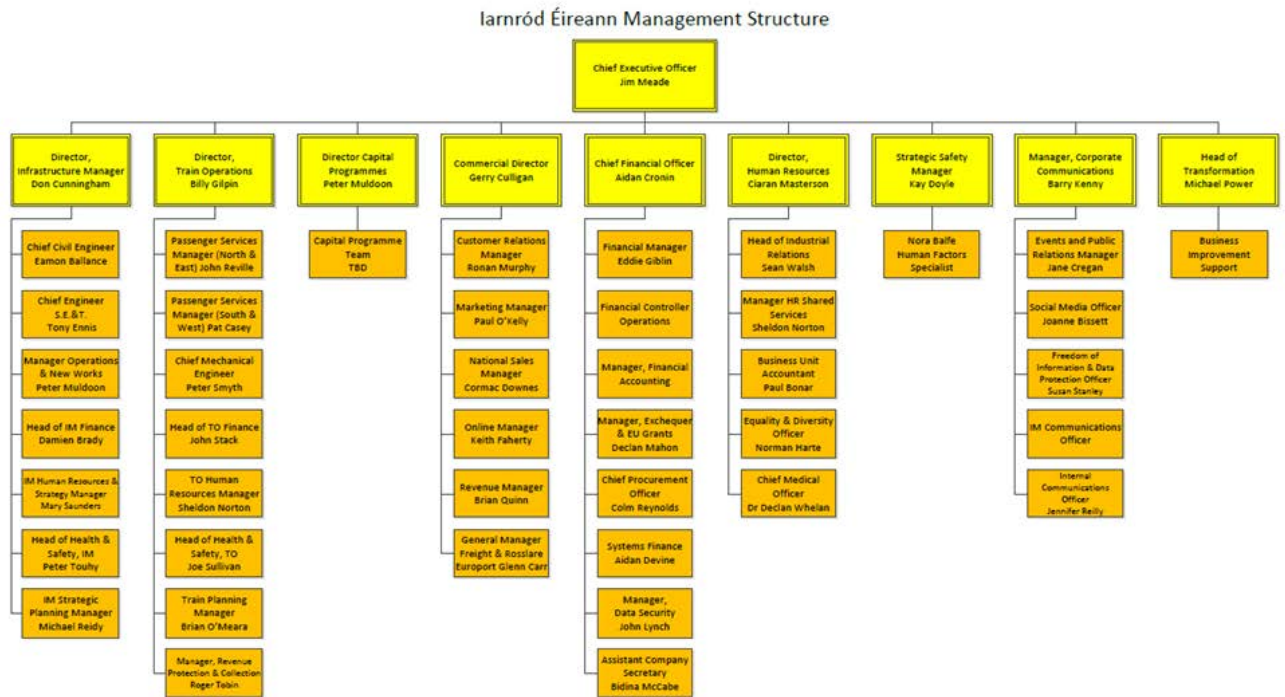 Iarnród Éireann Management Structure
Chief Executive Officer
Jim Meade
Director,
Infrastructure Manager
Don Cunningham
Director,
Train Operations
Billy Gilpin
Director Capital
Programmes
Peter Muldoon
Commercial Director
Gerry Culligan
Chief Financial Officer
Aidan Cronin
Director,
Human Resources
Ciaran Masterson
Strategic Safety
Manager
Kay Doyle
Manager, Corporate
Communications
Barry Kenny
Head of
Transformation
Michael Power
Chief Civil Engineer
Eamon Ballance
Chief Engineer
S.E.&T.
Tony Ennis
Manager Operations
& New Works
Peter Muldoon
Head of IM Finance
Damien Brady
IM Human Resources &
Strategy Manager
Mary Saunders
Head of Health &
Safety, IM
Peter Touhy
IM Strategic
Planning Manager
Michael Reidy
Passenger Services
Manager (North &
East) John Reville
Passenger Services
Manager (South &
West) Pat Casey
Chief Mechanical
Engineer
Peter Smyth
Head of TO Finance
John Stack
TO Human
Resources Manager
Sheldon Norton
Head of Health &
Safety, TO
Joe Sullivan
Train Planning
Manager
Brian O'Meara
Manager, Revenue
Protection & Collection
Roger Tobin
Capital Programme
Team
TBD
Customer Relations
Manager
Ronan Murphy
Marketing Manager
Paul O'Kelly
National Sales
Manager
Cormac Downes
Online Manager
Keith Faherty
Revenue Manager
Brian Quinn
General Manager
Freight & Rosslare
Europort Glenn Carr
Financial Manager
Eddie Giblin
Financial Controller
Operations
Manager, Financial
Accounting
Manager, Exchequer
& EU Grants
Declan Mahon
Chief Procurement
Officer
Colm Reynolds
Systems Finance
Aidan Devine
Manager,
Data Security
John Lynch
Assistant Company
Secretary
Bidina McCabe
Head of Industrial
Relations
Sean Walsh
Manager HR Shared
Services
Sheldon Norton
Business Unit
Accountant
Paul Bonar
Equality & Diversity
Officer
Norman Harte
Chief Medical
Officer
Dr Declan Whelan
Nora Balfe
Human Factors
Specialist
Events and Public
Relations Manager
Jane Cregan
Social Media Officer
Joanne Bissett
Freedom of
Information & Data
Protection Officer
Susan Stanley
IM Communications
Officer
Internal
Communications
Officer
Jennifer Reilly
Business
Improvement
Support